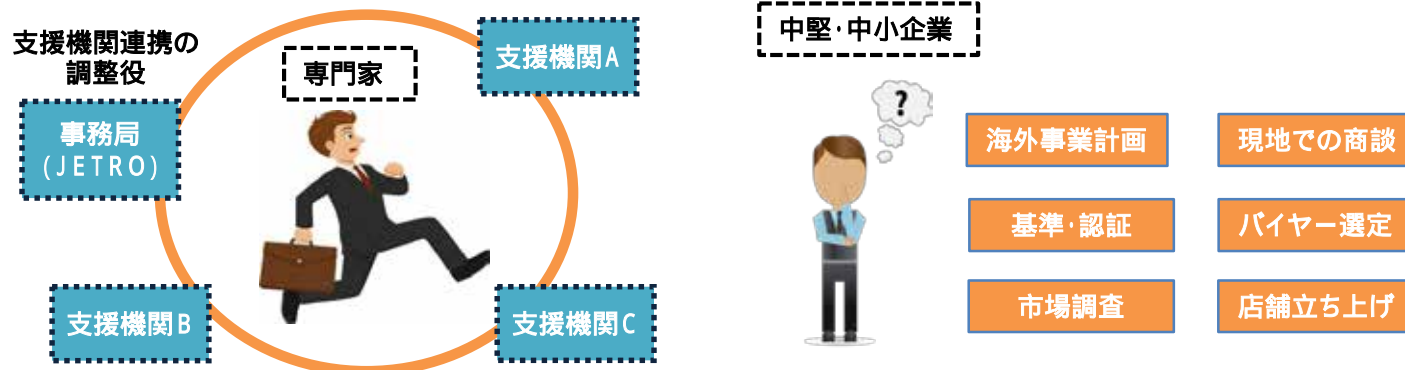 支援機関連携の
調整役
専門家
支援機関A
事務局
(JETRO)
支援機関B
支援機関C
中堅・中小企業
?
海外事業計画
現地での商談
基準・認証
バイヤー選定
市場調査
店舗立ち上げ